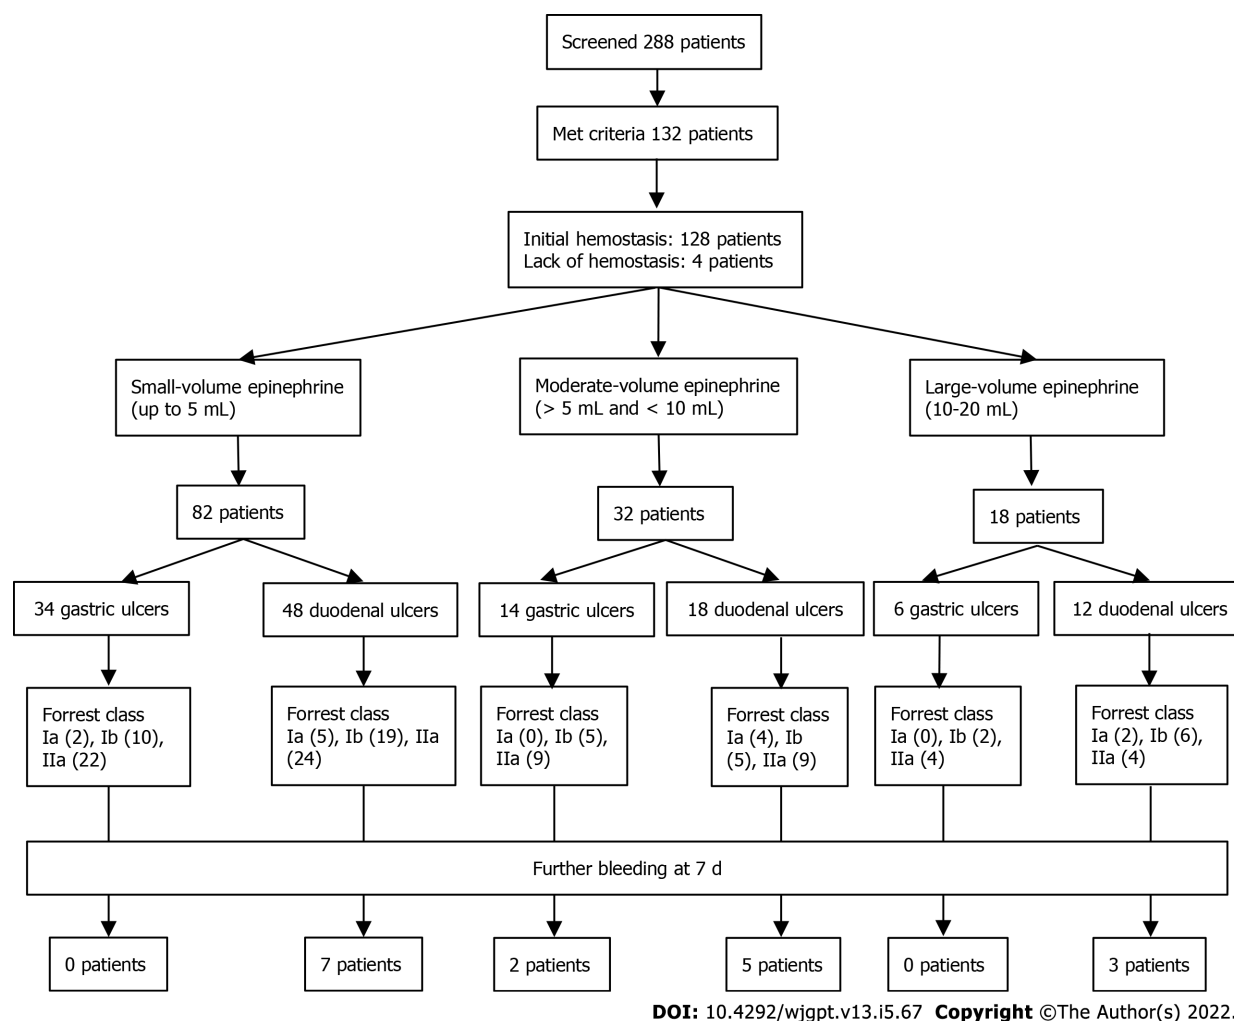 Screened 288 patients
Met criteria 132 patients
Initial hemostasis: 128 patients
Lack of hemostasis: 4 patients
Small-volume epinephrine
(up to 5 mL)
Moderate-volume epinephrine
(> 5 mL and < 10 mL)
Large-volume epinephrine
(10-20 mL)
82 patients
32 patients
18 patients
34 gastric ulcers
48 duodenal ulcers
14 gastric ulcers
18 duodenal ulcers
6 gastric ulcers
12 duodenal ulcers
Forrest class
Ia (2), Ib (10),
IIa (22)
Forrest class
Ia (5), Ib (19), IIa
(24)
Forrest class
Ia (0), Ib (5),
IIa (9)
Forrest class
Ia (4), Ib
(5), IIa (9)
Forrest class
Ia (0), Ib (2),
IIa (4)
Forrest class
Ia (2), Ib (6),
IIa (4)
Further bleeding at 7 d
0 patients
7 patients
2 patients
5 patients
0 patients
3 patients
DOI: 10.4292/wjgpt.v13.i5.67 Copyright ©The Author(s) 2022.